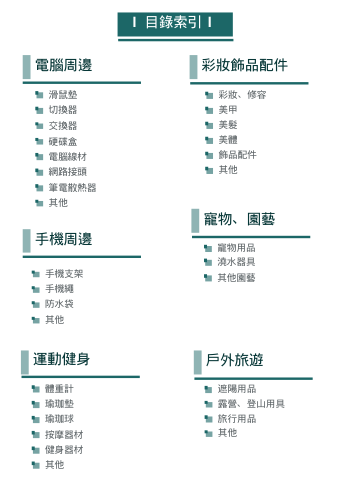 目錄索引
電腦周邊
滑鼠墊
切換器
交換器
硬碟盒
電腦線材
網路接頭
筆電散熱器
其他
手機周邊
手機支架
手機繩
防水袋
其他
運動健身
體重計
瑜珈墊
瑜珈球
按摩器材
健身器材
其他
彩妝飾品配件
彩妝、修容
美甲
美髮
美體
飾品配件
其他
寵物、園藝
寵物用品
澆水器具
其他園藝
戶外旅遊
遮陽用品
露營、登山用具
旅行用品
其他